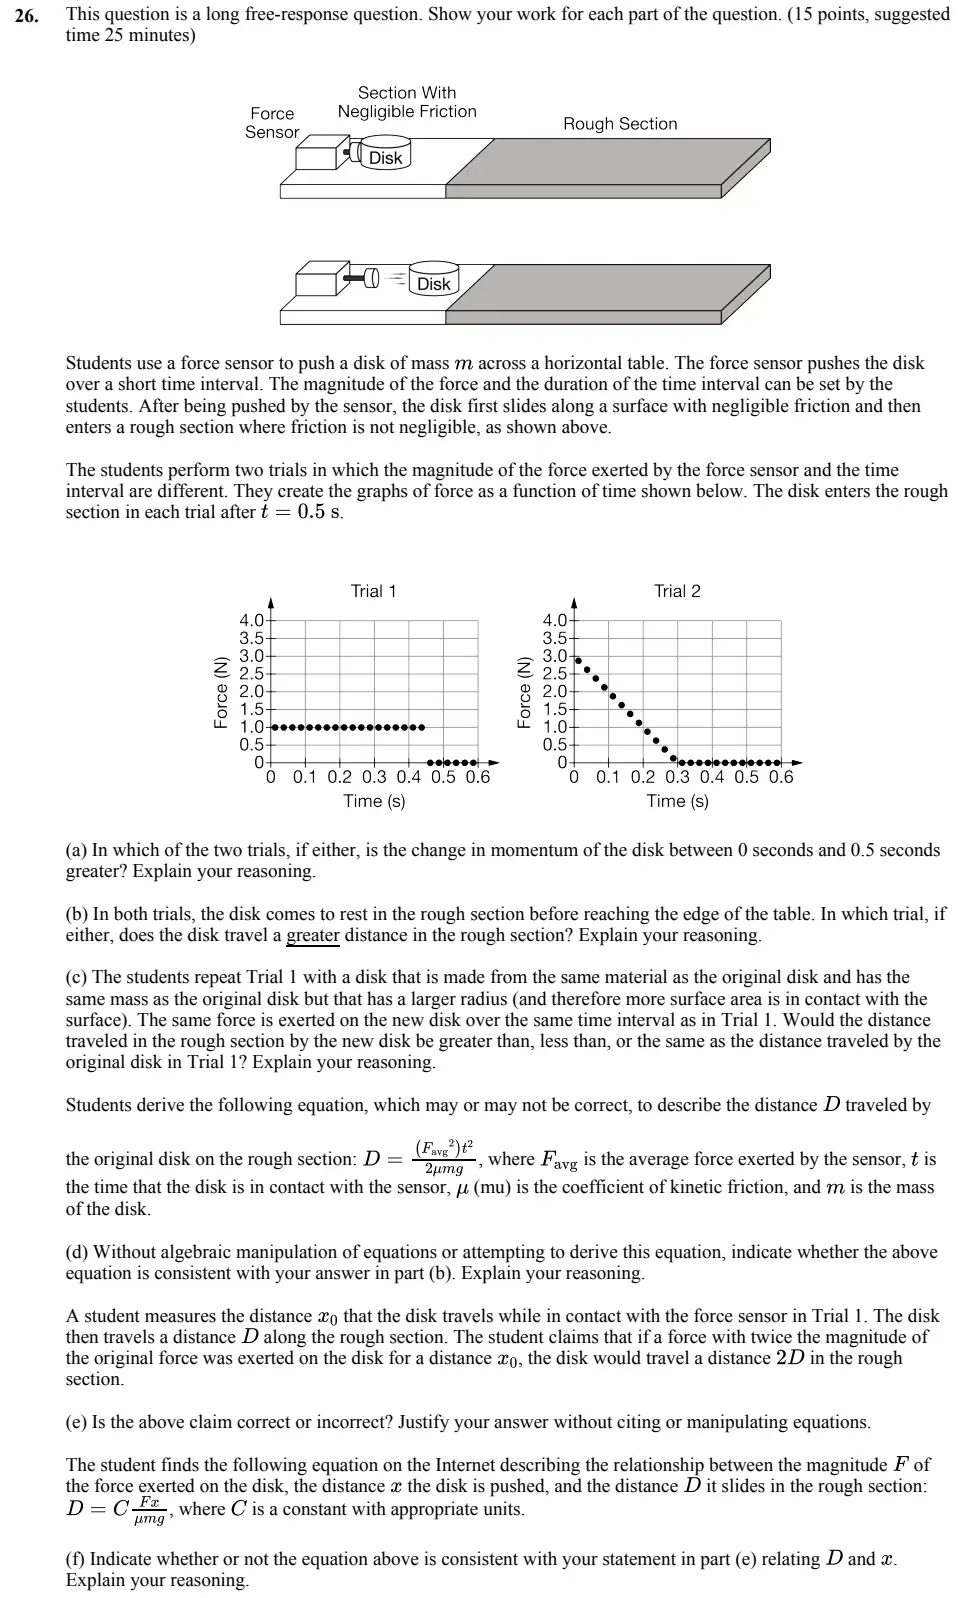 26. This question is a long free-response question. Show your work for each part of the question. (15 points, suggested
time 25 minutes)
Section With
Negligible Friction
Force
Sensor
Rough Section
Disk
Disk
Students use a force sensor to push a disk of mass m across a horizontal table. The force sensor pushes the disk
over a short time interval. The magnitude of the force and the duration of the time interval can be set by the
students. After being pushed by the sensor, the disk first slides along a surface with negligible friction and then
enters a rough section where friction is not negligible, as shown above.
The students perform two trials in which the magnitude of the force exerted by the force sensor and the time
interval are different. They create the graphs of force as a function of time shown below. The disk enters the rough
section in each trial after t = 0.5 s.
Trial 1
4.0
3.5
3.0
2.5
2.0
1.5
1.0
0.5
0
Force (N)
0 0.1 0.2 0.3 0.4 0.5 0.6
Time (s)
Trial 2
4.0
3.5
3.0
2.5
2.0
1.5
1.0
0.5
0
Force (N)
0 0.1 0.2 0.3 0.4 0.5 0.6
Time (s)
(a) In which of the two trials, if either, is the change in momentum of the disk between 0 seconds and 0.5 seconds
greater? Explain your reasoning.
(b) In both trials, the disk comes to rest in the rough section before reaching the edge of the table. In which trial, if
either, does the disk travel a greater distance in the rough section? Explain your reasoning.
(c) The students repeat Trial 1 with a disk that is made from the same material as the original disk and has the
same mass as the original disk but that has a larger radius (and therefore more surface area is in contact with the
surface). The same force is exerted on the new disk over the same time interval as in Trial 1. Would the distance
traveled in the rough section by the new disk be greater than, less than, or the same as the distance traveled by the
original disk in Trial 1? Explain your reasoning.
Students derive the following equation, which may or may not be correct, to describe the distance D traveled by
the original disk on the rough section: D = (F_avg²)t² / 2μmg, where F_avg is the average force exerted by the sensor, t is
the time that the disk is in contact with the sensor, μ (mu) is the coefficient of kinetic friction, and m is the mass
of the disk.
(d) Without algebraic manipulation of equations or attempting to derive this equation, indicate whether the above
equation is consistent with your answer in part (b). Explain your reasoning.
A student measures the distance x₀ that the disk travels while in contact with the force sensor in Trial 1. The disk
then travels a distance D along the rough section. The student claims that if a force with twice the magnitude of
the original force was exerted on the disk for a distance x₀, the disk would travel a distance 2D in the rough
section.
(e) Is the above claim correct or incorrect? Justify your answer without citing or manipulating equations.
The student finds the following equation on the Internet describing the relationship between the magnitude F of
the force exerted on the disk, the distance x the disk is pushed, and the distance D it slides in the rough section:
D = C Fx / μmg, where C is a constant with appropriate units.
(f) Indicate whether or not the equation above is consistent with your statement in part (e) relating D and x.
Explain your reasoning.